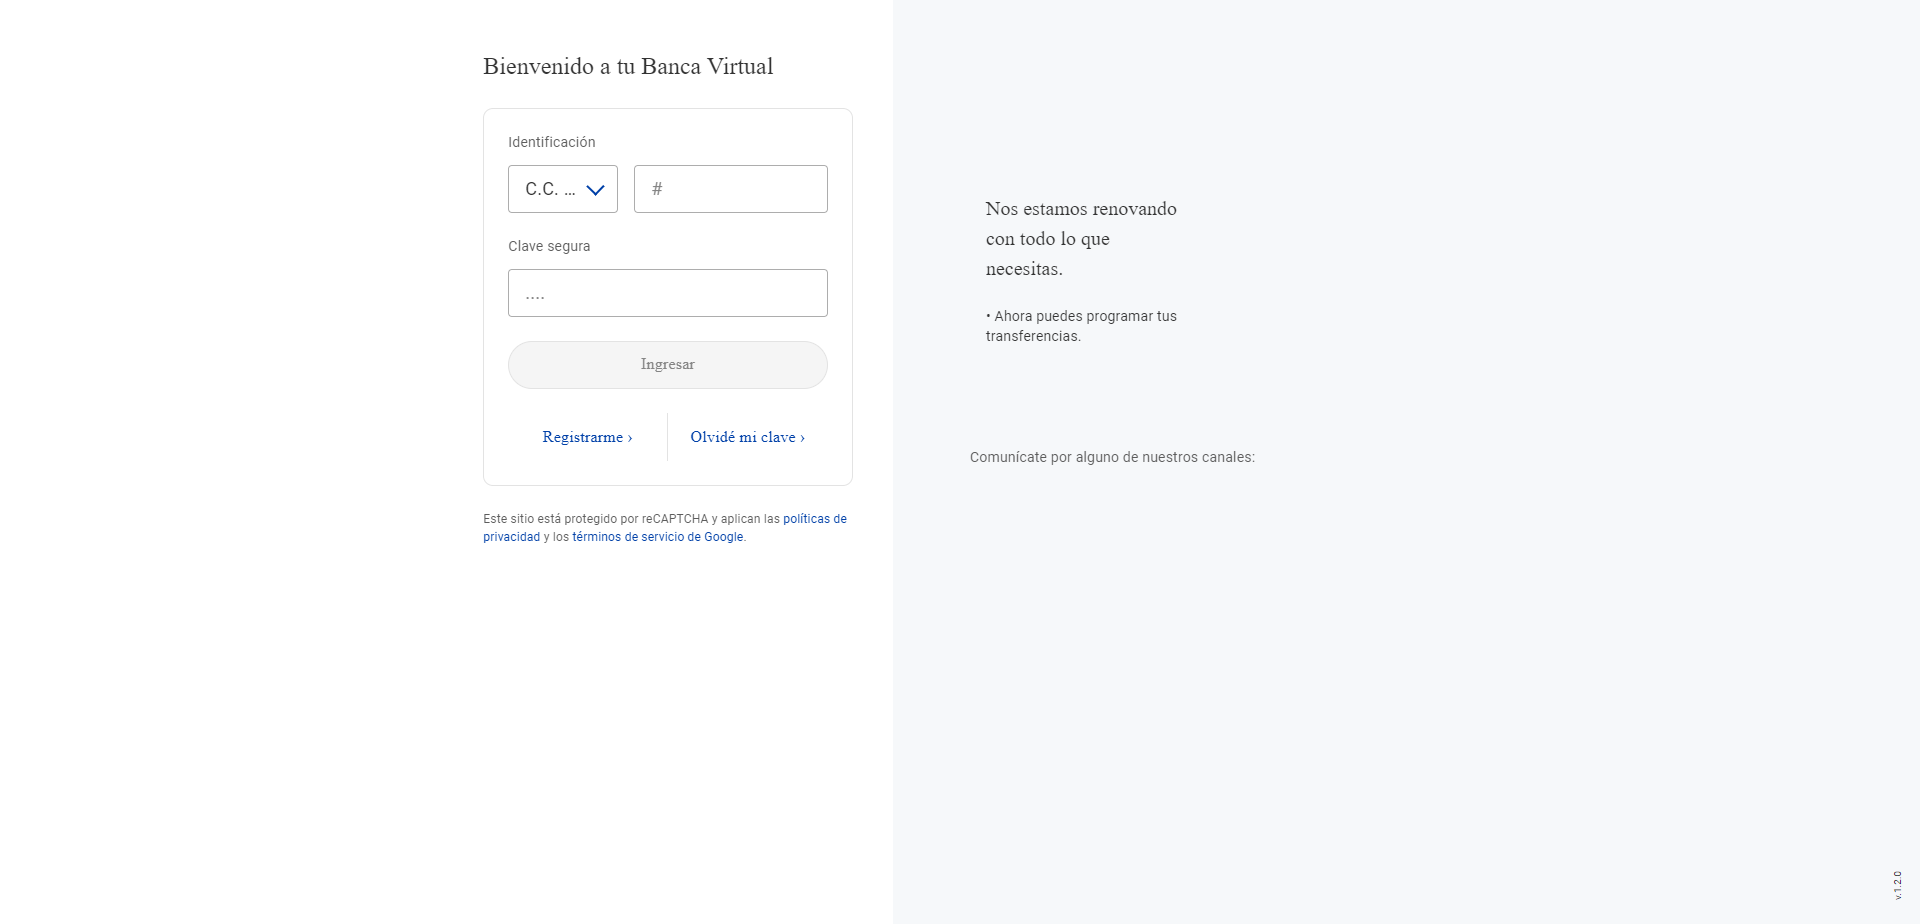 Bienvenido a tu Banca Virtual
Identificación
C.C. ...
#
Clave segura
....
Ingresar
Registrarme ›
Olvidé mi clave ›
Este sitio está protegido por reCAPTCHA y aplican las políticas de
privacidad y los términos de servicio de Google.
Nos estamos renovando
con todo lo que
necesitas.
• Ahora puedes programar tus
transferencias.
Comunícate por alguno de nuestros canales:
v.1.2.0